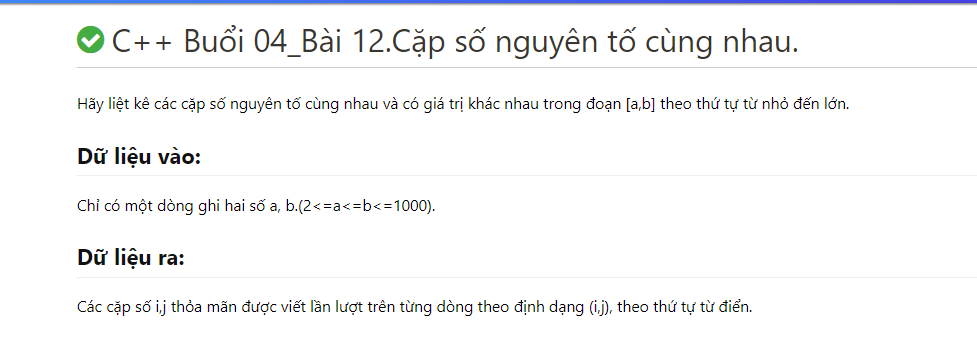 C++ Buổi 04_Bài 12.Cặp số nguyên tố cùng nhau.
Hãy liệt kê các cặp số nguyên tố cùng nhau và có giá trị khác nhau trong đoạn [a,b] theo thứ tự từ nhỏ đến lớn.
Dữ liệu vào:
Chỉ có một dòng ghi hai số a, b.(2<=a<=b<=1000).
Dữ liệu ra:
Các cặp số i,j thỏa mãn được viết lần lượt trên từng dòng theo định dạng (i,j), theo thứ tự từ điển.